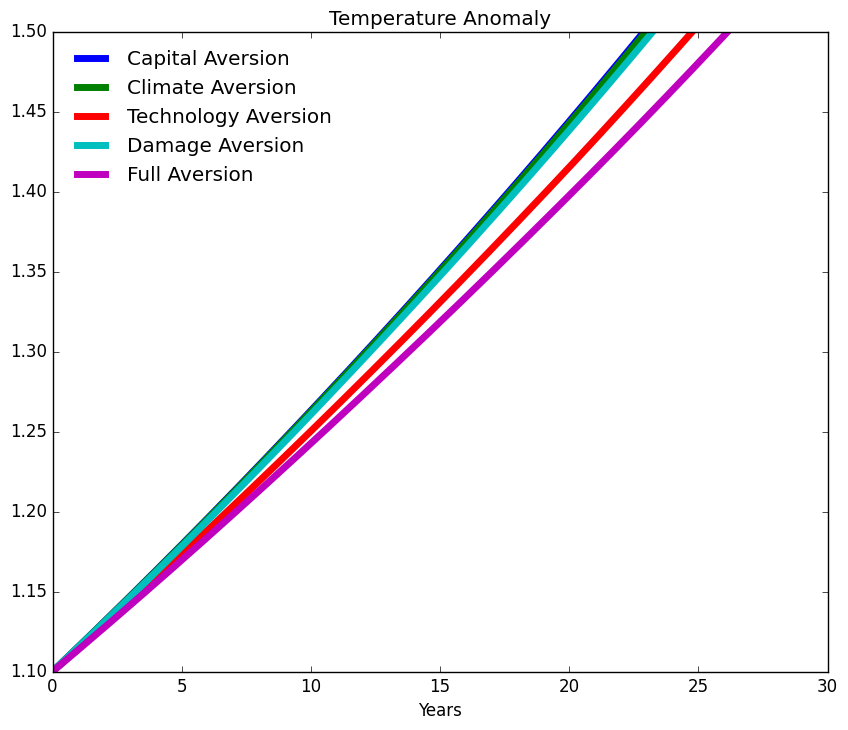 Temperature Anomaly
1.50
1.45
1.40
1.35
1.30
1.25
1.20
1.15
1.10
Capital Aversion
Climate Aversion
Technology Aversion
Damage Aversion
Full Aversion
0 5 10 15 20 25 30
Years